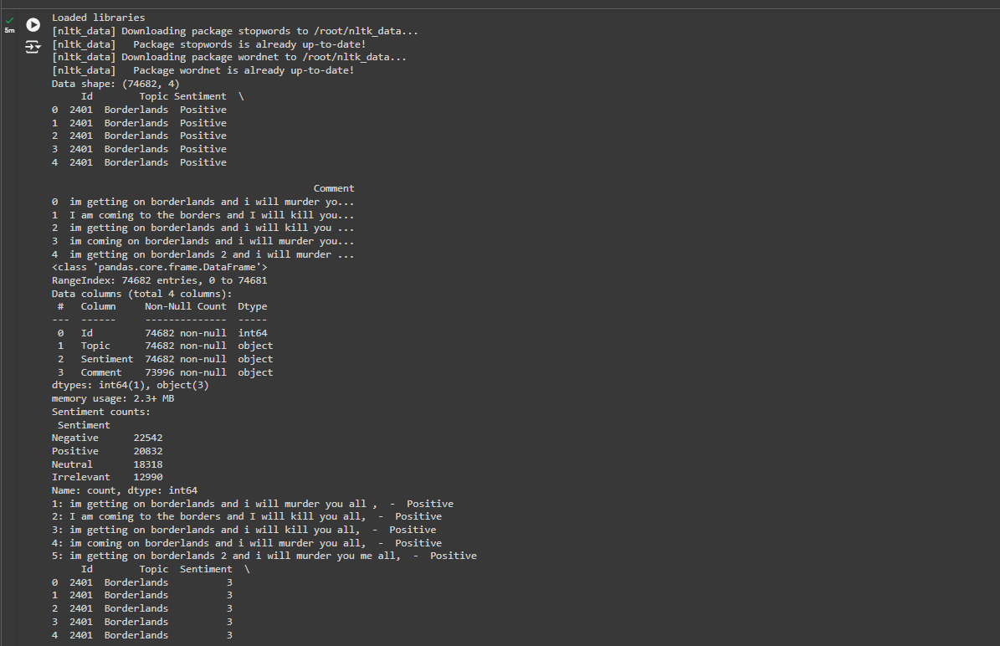 5m
Loaded libraries
[nltk_data] Downloading package stopwords to /root/nltk_data...
[nltk_data]   Package stopwords is already up-to-date!
[nltk_data] Downloading package wordnet to /root/nltk_data...
[nltk_data]   Package wordnet is already up-to-date!
Data shape: (74682, 4)
     Id        Topic Sentiment  \
0  2401  Borderlands  Positive
1  2401  Borderlands  Positive
2  2401  Borderlands  Positive
3  2401  Borderlands  Positive
4  2401  Borderlands  Positive
                                             Comment
0  im getting on borderlands and i will murder yo...
1  I am coming to the borders and I will kill you...
2  im getting on borderlands and i will kill you ...
3  im coming on borderlands and i will murder you...
4  im getting on borderlands 2 and i will murder ...
<class 'pandas.core.frame.DataFrame'>
RangeIndex: 74682 entries, 0 to 74681
Data columns (total 4 columns):
 #   Column     Non-Null Count  Dtype
---  ------     --------------  -----
 0   Id         74682 non-null  int64
 1   Topic      74682 non-null  object
 2   Sentiment  74682 non-null  object
 3   Comment    73996 non-null  object
dtypes: int64(1), object(3)
memory usage: 2.3+ MB
Sentiment counts:
 Sentiment
Negative      22542
Positive      20832
Neutral       18318
Irrelevant    12990
Name: count, dtype: int64
1: im getting on borderlands and i will murder you all ,  -  Positive
2: I am coming to the borders and I will kill you all,  -  Positive
3: im getting on borderlands and i will kill you all,  -  Positive
4: im coming on borderlands and i will murder you all,  -  Positive
5: im getting on borderlands 2 and i will murder you me all,  -  Positive
     Id        Topic  Sentiment  \
0  2401  Borderlands          3
1  2401  Borderlands          3
2  2401  Borderlands          3
3  2401  Borderlands          3
4  2401  Borderlands          3